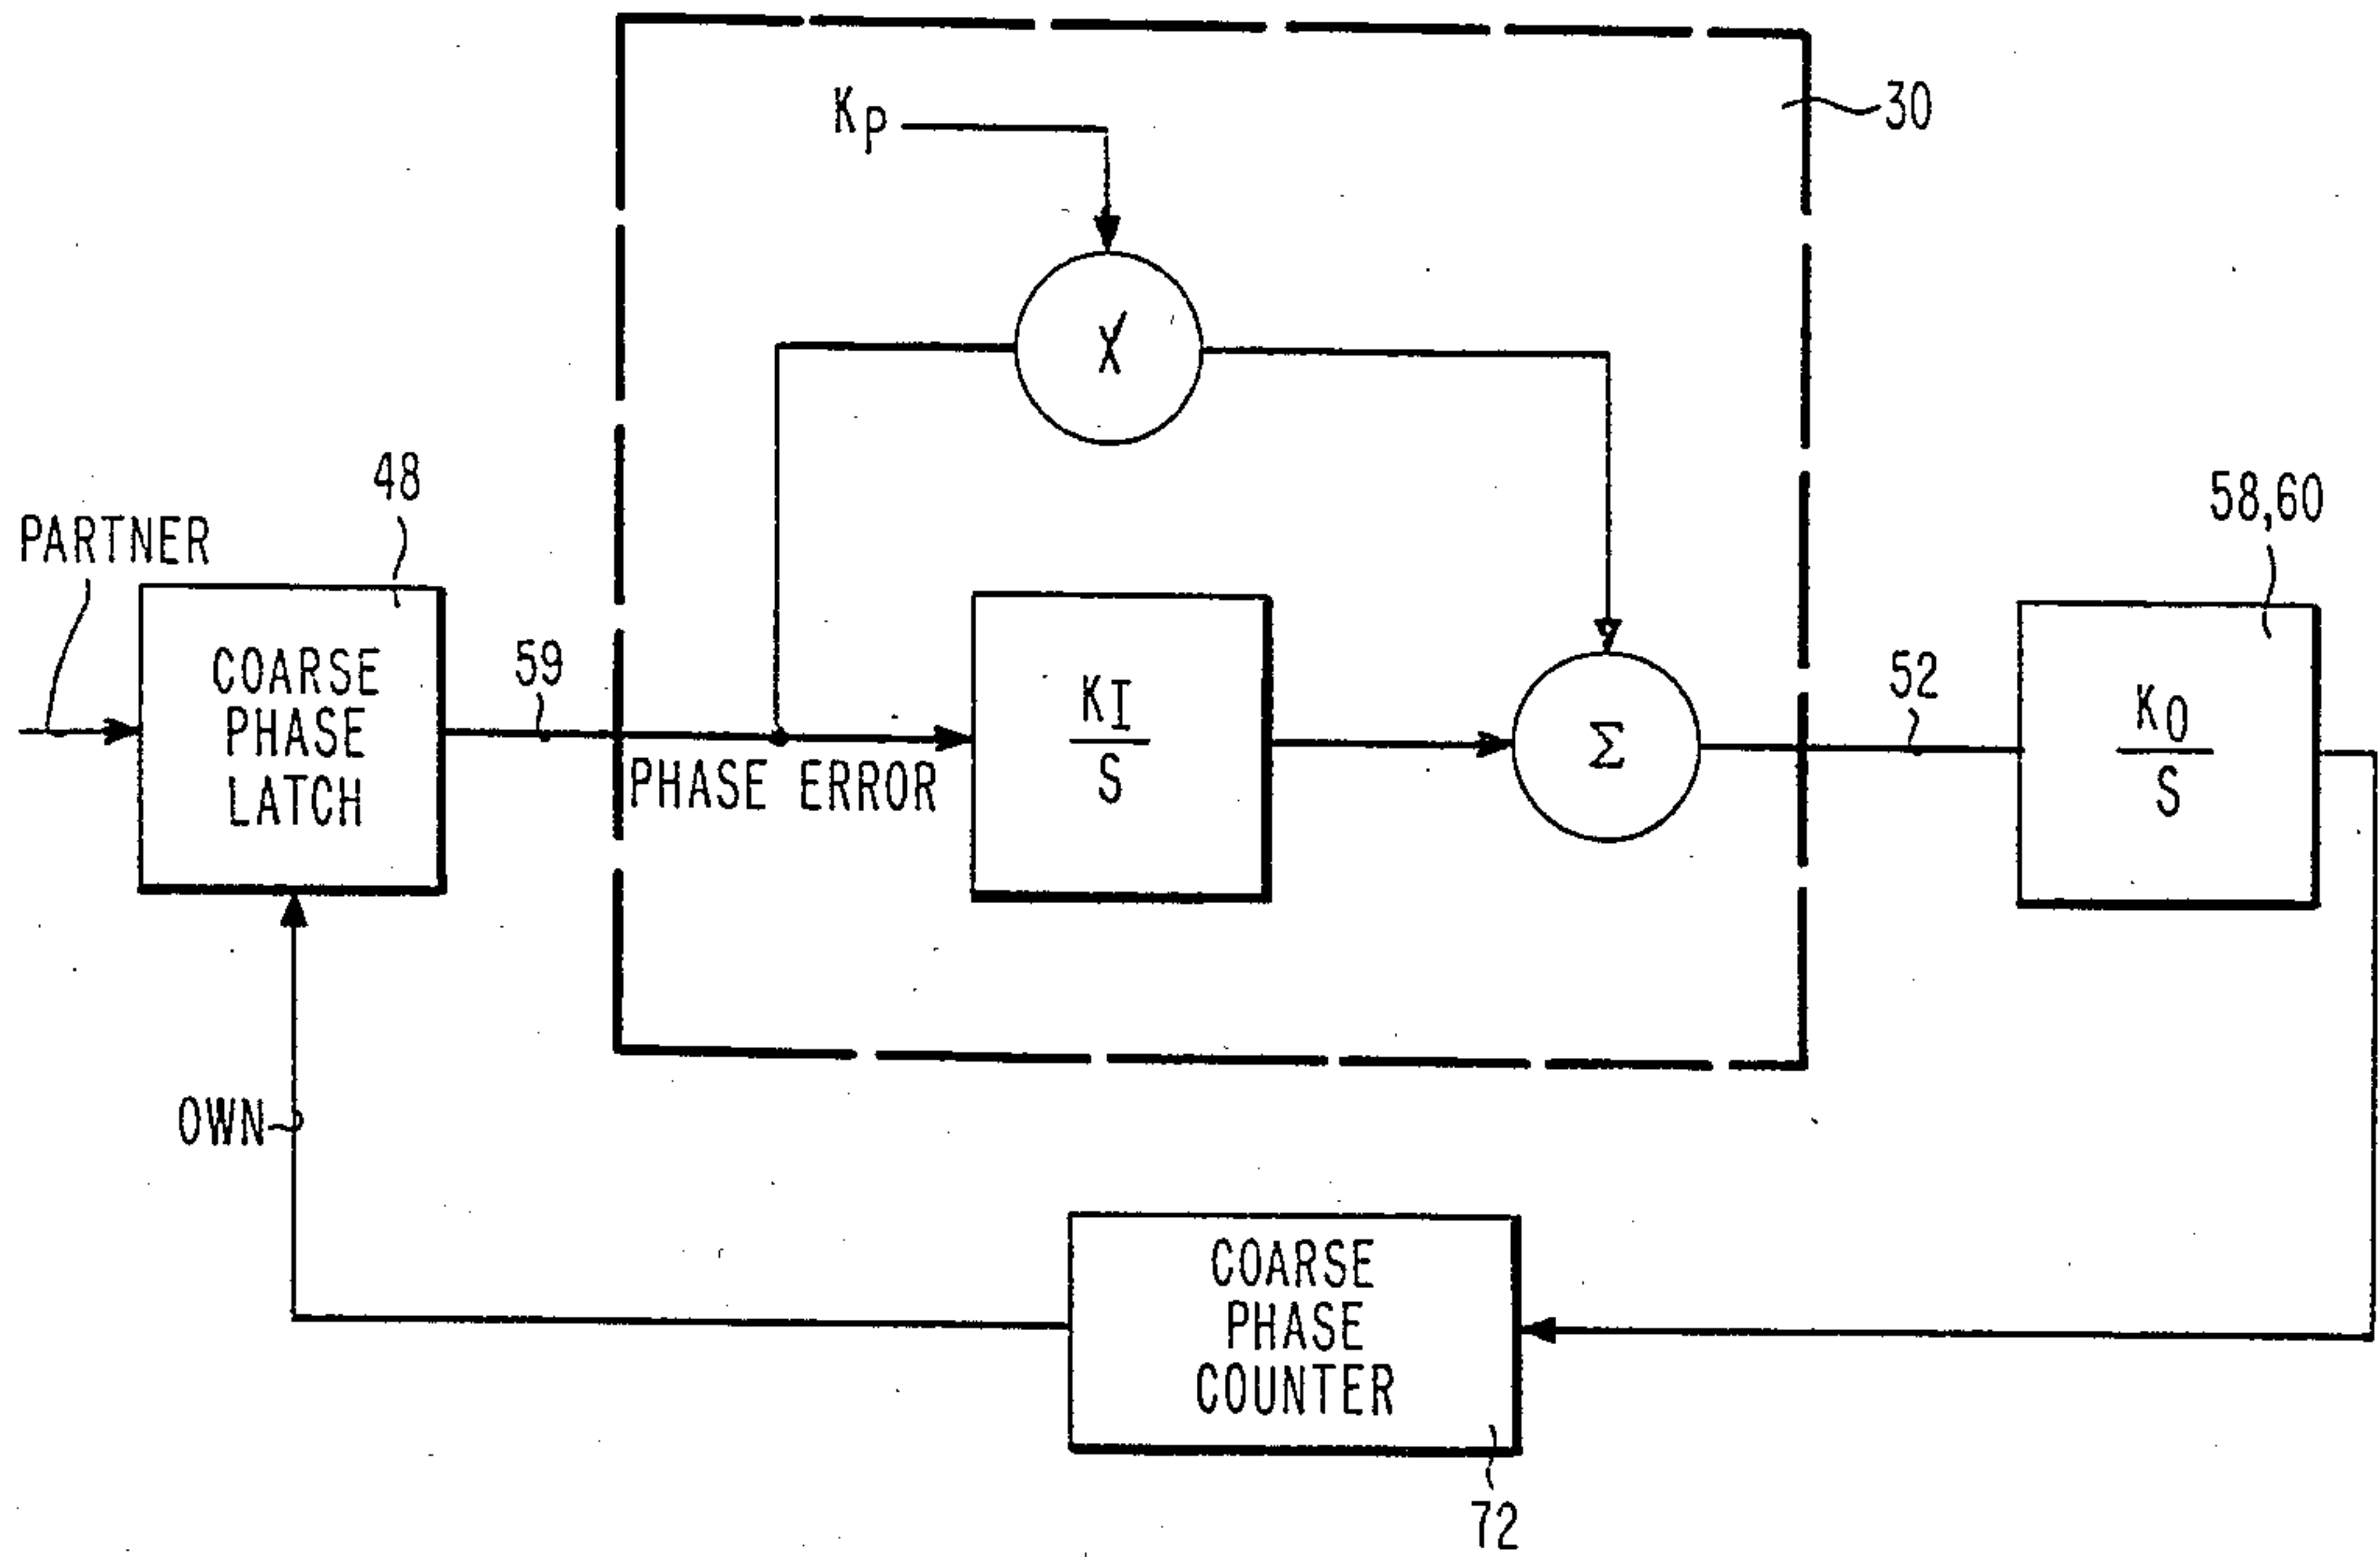 30
KP
X
48
58,60
PARTNER
COARSE
PHASE
LATCH
59
PHASE ERROR
KI
S
Σ
52
KO
S
OWN
COARSE
PHASE
COUNTER
72